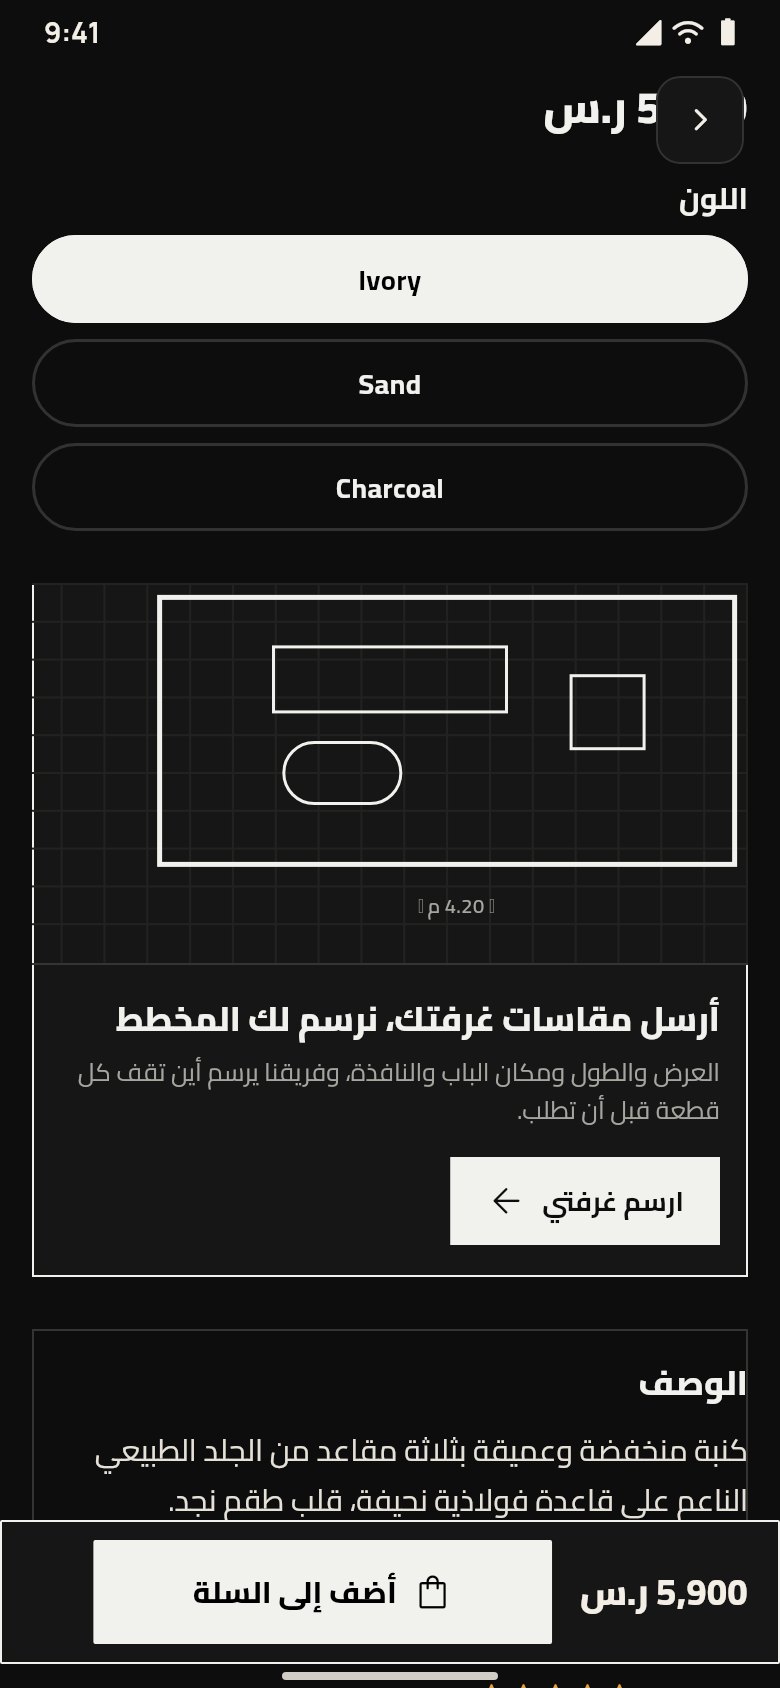 9:41
ر.س
اللون
Ivory
Sand
Charcoal
4.20 م
أرسل مقاسات غرفتك، نرسم لك المخطط
العرض والطول ومكان الباب والنافذة، وفريقنا يرسم أين تقف كل
قطعة قبل أن تطلب.
ارسم غرفتي
الوصف
كنبة منخفضة وعميقة بثلاثة مقاعد من الجلد الطبيعي
الناعم على قاعدة فولاذية نحيفة، قلب طقم نجد.
5,900 ر.س
أضف إلى السلة